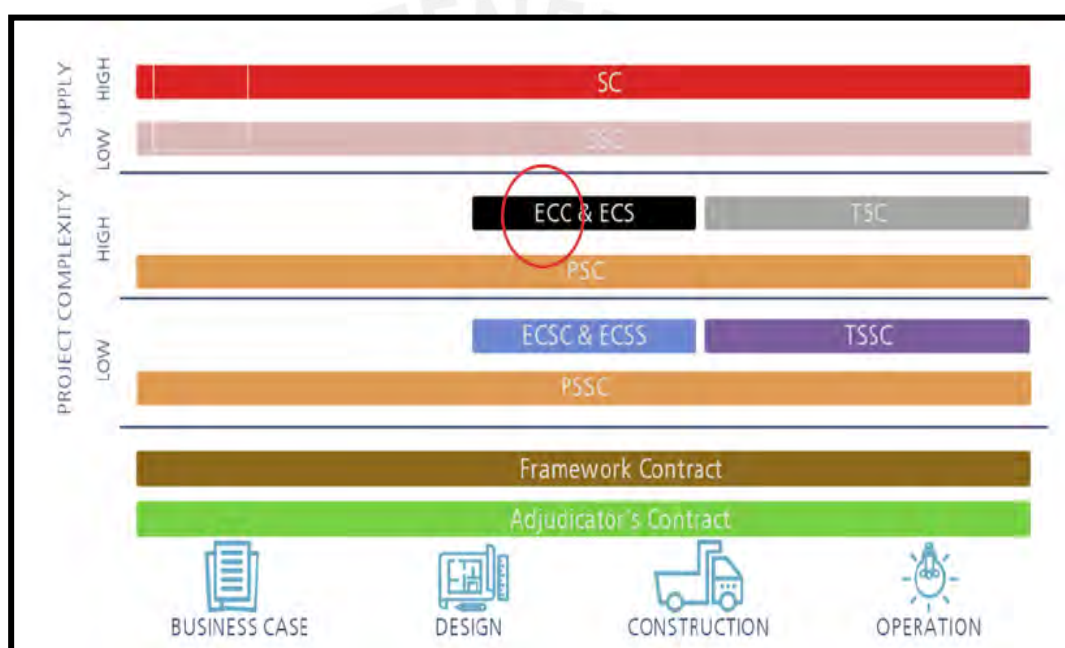 SUPPLY
HIGH
SC
LOW
SSC
PROJECT COMPLEXITY
HIGH
ECC & ECS
TSC
PSC
LOW
ECSC & ECSS
TSSC
PSSC
Framework Contract
Adjudicator's Contract
BUSINESS CASE
DESIGN
CONSTRUCTION
OPERATION